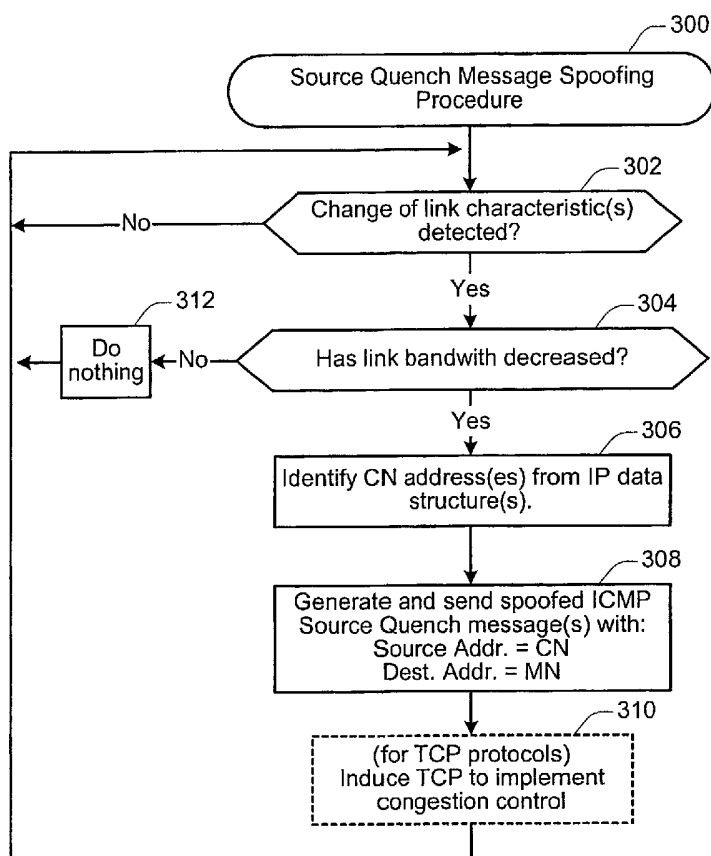 300
Source Quench Message Spoofing
Procedure
302
Change of link characteristic(s)
detected?
No
Yes
304
312
Do
nothing
No
Has link bandwith decreased?
Yes
306
Identify CN address(es) from IP data
structure(s).
308
Generate and send spoofed ICMP
Source Quench message(s) with:
Source Addr. = CN
Dest. Addr. = MN
310
(for TCP protocols)
Induce TCP to implement
congestion control